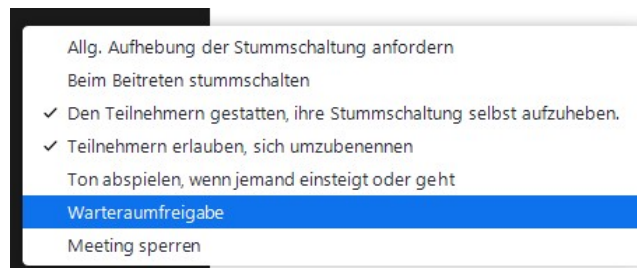 Allg. Aufhebung der Stummschaltung anfordern
Beim Beitreten stummschalten
Den Teilnehmern gestatten, ihre Stummschaltung selbst aufzuheben.
Teilnehmern erlauben, sich umzubenennen
Ton abspielen, wenn jemand einsteigt oder geht
Warteraumfreigabe
Meeting sperren